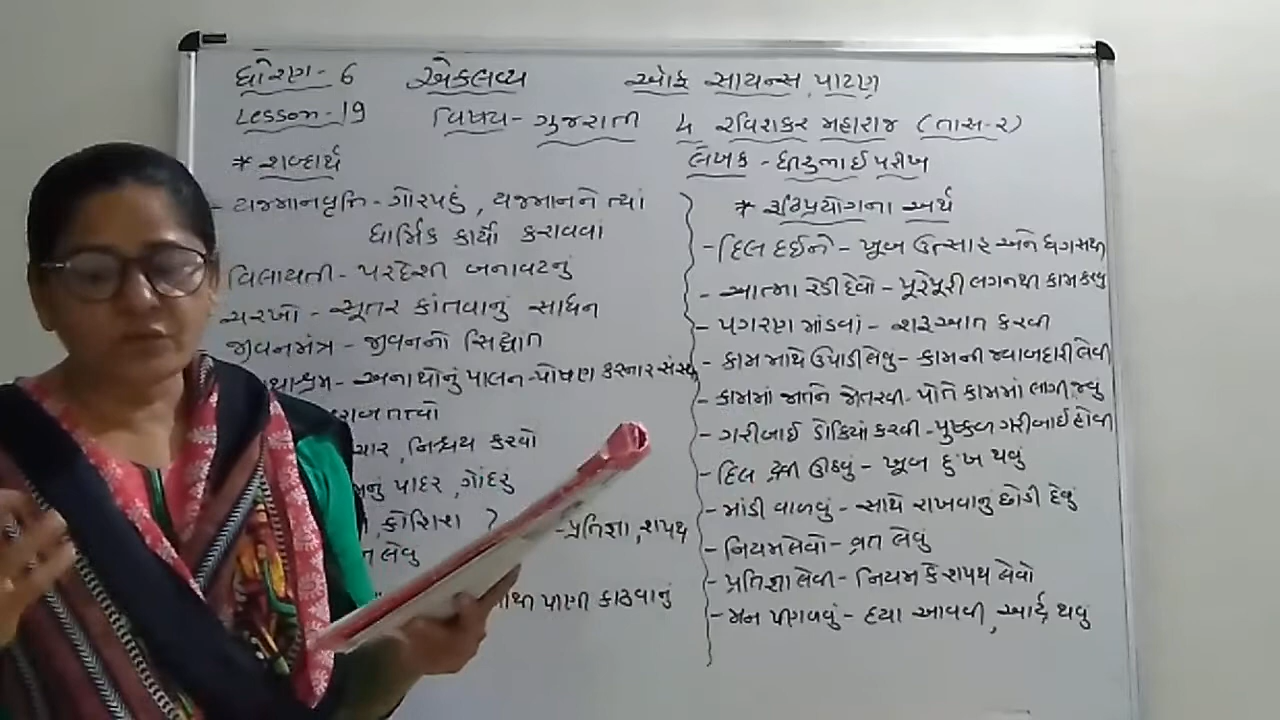 ધોરણ - 6 એકલવ્ય ઓફ સાયન્સ, પાટણ
Lesson - 19 વિષય - ગુજરાતી 4 રવિશંકર મહારાજ (તાસ-૨)
* શબ્દાર્થ
યજમાનવૃત્તિ - ગોરપદું, યજમાનને ત્યાં
ધાર્મિક કાર્યો કરાવવાં
વિલાયતી - પરદેશી બનાવટનું
ચરખો - સૂતર કાંતવાનું સાધન
જીવનમંત્ર - જીવનનો સિદ્ધાંત
અનાથોનું પાલન-પોષણ કરનાર સંસ્થા
નિશ્ચય કરવો
પાદર, ગોંદરું
, કોશિશ
- પ્રતિજ્ઞા, શપથ
લેવુ
પાણી કાઢવાનું
લેખક - ધીરુભાઈ પરીખ
* રૂઢિપ્રયોગના અર્થ
- દિલ દઈને - ખૂબ ઉત્સાહ અને ધગશથી
- આત્મા રેડી દેવો - પૂરેપૂરી લગનથી કામ કરવુ
- પગરણ માંડવાં - શરૂઆત કરવી
- કામ માથે ઉપાડી લેવુ - કામની જવાબદારી લેવી
- કામમાં જાતને જોતરવી - પોતે કામમાં લાગી જવુ
- ગરીબાઈ ડોકિયાં કરવી - પુષ્કળ ગરીબાઈ હોવી
- દિલ દ્રવી ઊઠવું - ખૂબ દુઃખ થવું
- માંડી વાળવું - સાથે રાખવાનું છોડી દેવું
- નિયમ લેવો - વ્રત લેવું
- પ્રતિજ્ઞા લેવી - નિયમ કે શપથ લેવો
- મન પીગળવું - દયા આવવી, આર્દ્ર થવુ